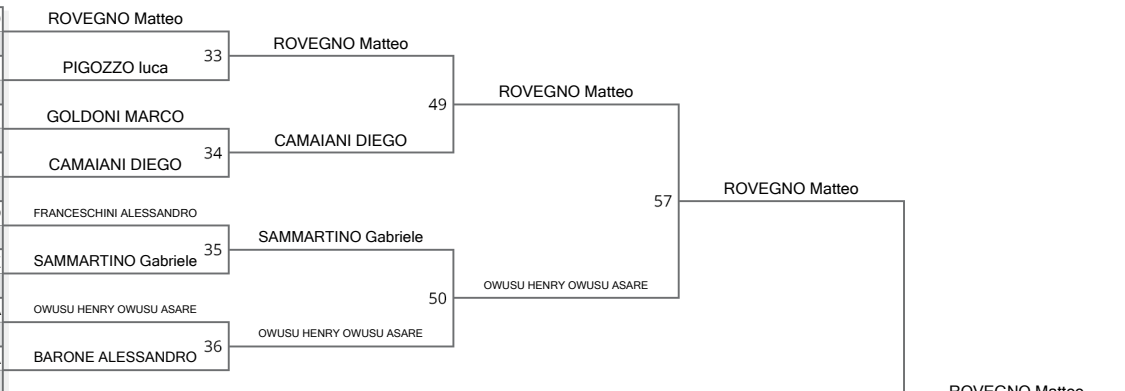 ROVEGNO Matteo
33
ROVEGNO Matteo
PIGOZZO luca
ROVEGNO Matteo
49
GOLDONI MARCO
34
CAMAIANI DIEGO
CAMAIANI DIEGO
57
ROVEGNO Matteo
FRANCESCHINI ALESSANDRO
35
SAMMARTINO Gabriele
SAMMARTINO Gabriele
50
OWUSU HENRY OWUSU ASARE
OWUSU HENRY OWUSU ASARE
36
OWUSU HENRY OWUSU ASARE
BARONE ALESSANDRO
ROVEGNO Matteo